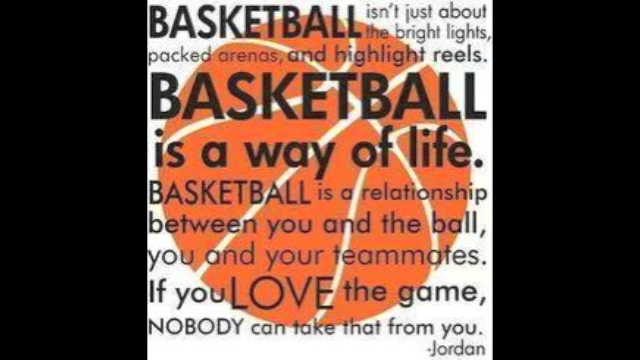 BASKETBALL isn't just about
the bright lights,
packed arenas, and highlight reels.
BASKETBALL
is a way of life.
BASKETBALL is a relationship
between you and the ball,
you and your teammates.
If you LOVE the game,
NOBODY can take that from you.
-Jordan